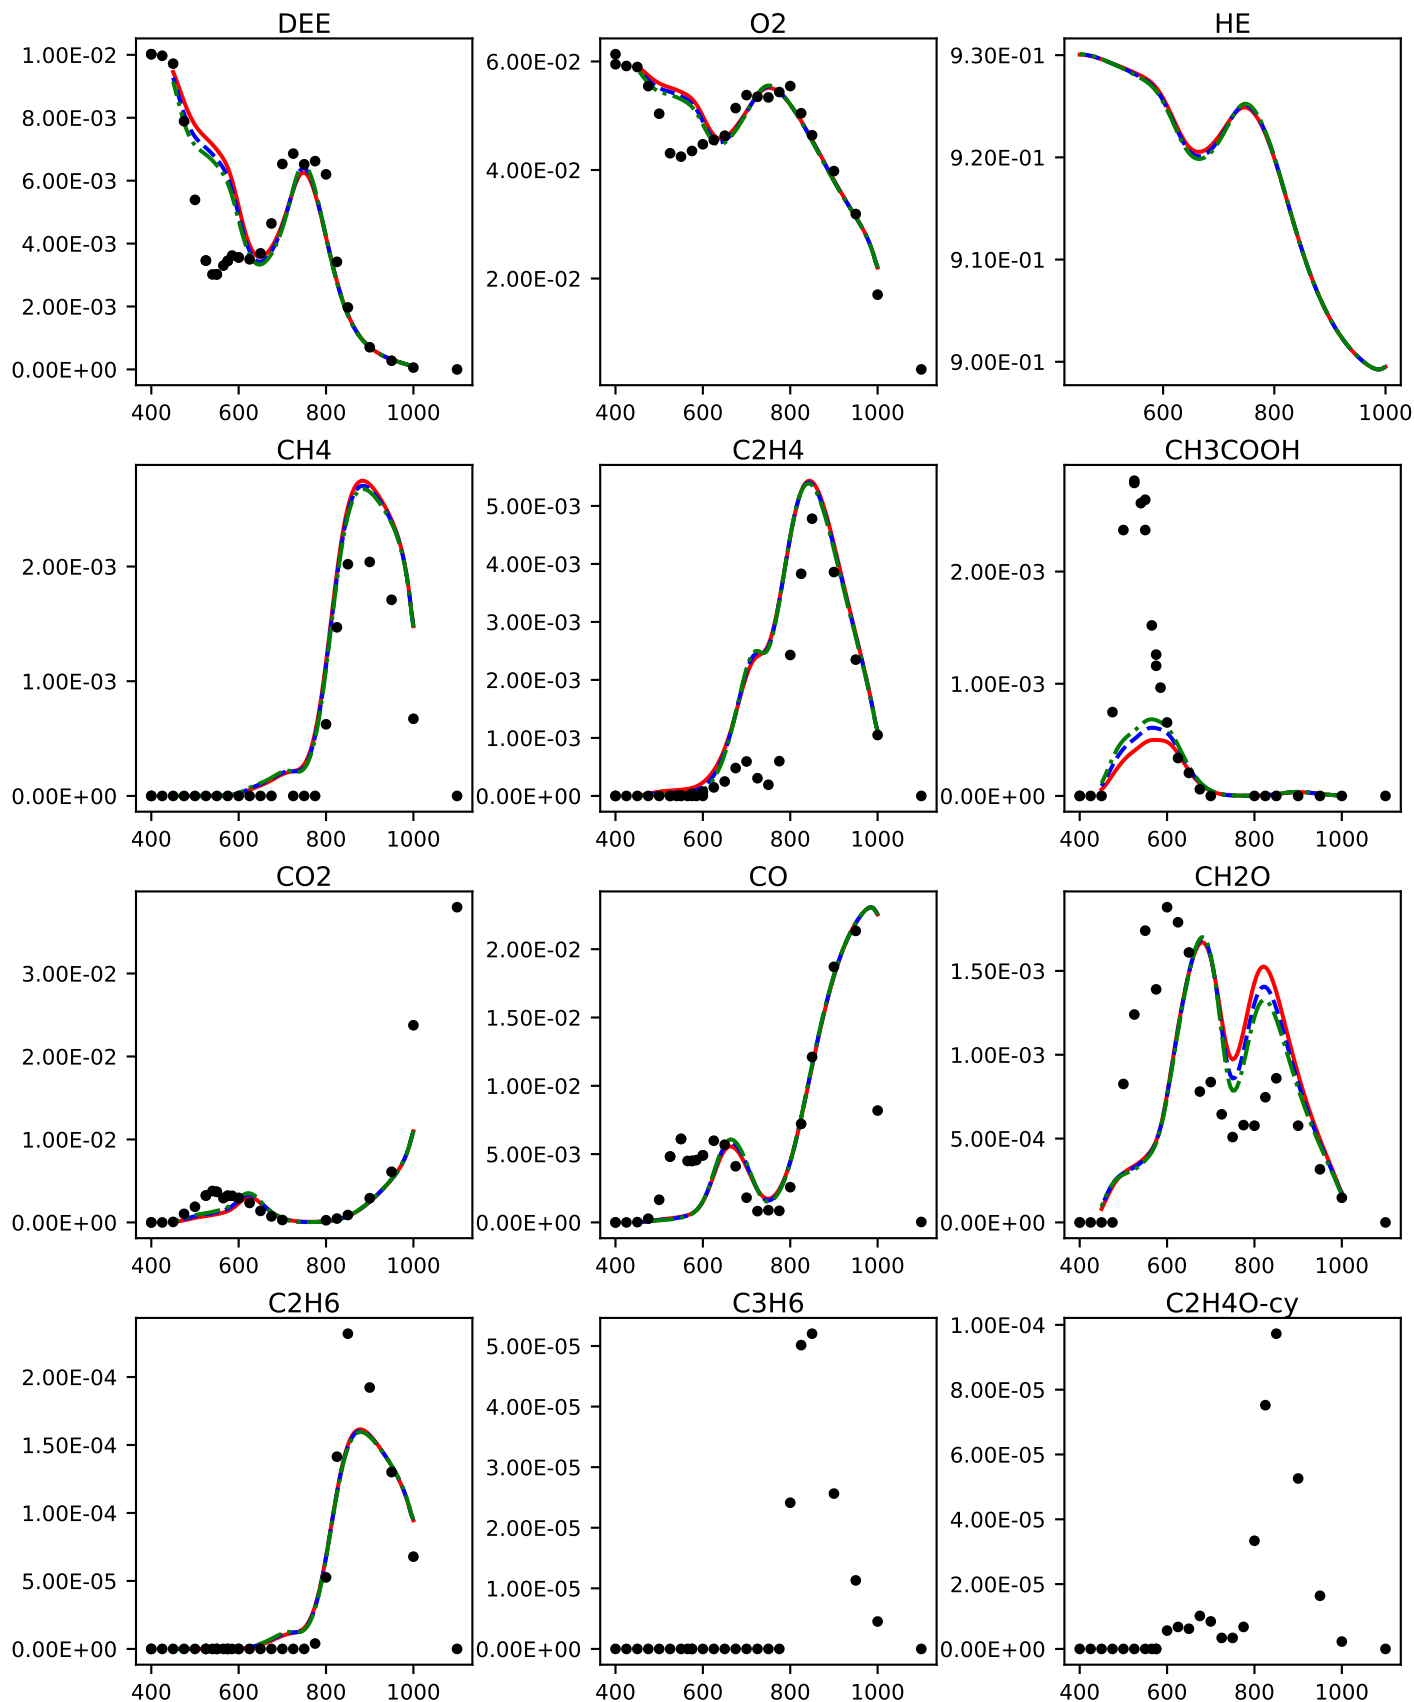 DEE O2 HE
1.00E-02 6.00E-02 9.30E-01
8.00E-03
9.20E-01
6.00E-03 4.00E-02
4.00E-03 9.10E-01
2.00E-02
2.00E-03
9.00E-01
0.00E+00
400 600 800 1000 400 600 800 1000 600 800 1000
CH4 C2H4 CH3COOH
5.00E-03
2.00E-03 4.00E-03 2.00E-03
3.00E-03
1.00E-03 2.00E-03 1.00E-03
1.00E-03
0.00E+00 0.00E+00 0.00E+00
400 600 800 1000 400 600 800 1000 400 600 800 1000
CO2 CO CH2O
3.00E-02 2.00E-02 1.50E-03
2.00E-02 1.50E-02
1.00E-03
1.00E-02
1.00E-02 5.00E-03 5.00E-04
0.00E+00 0.00E+00 0.00E+00
400 600 800 1000 400 600 800 1000 400 600 800 1000
C2H6 C3H6 C2H4O-cy
1.00E-04
5.00E-05
2.00E-04 8.00E-05
4.00E-05
1.50E-04 6.00E-05
3.00E-05
1.00E-04 4.00E-05
2.00E-05
5.00E-05 1.00E-05 2.00E-05
0.00E+00 0.00E+00 0.00E+00
400 600 800 1000 400 600 800 1000 400 600 800 1000